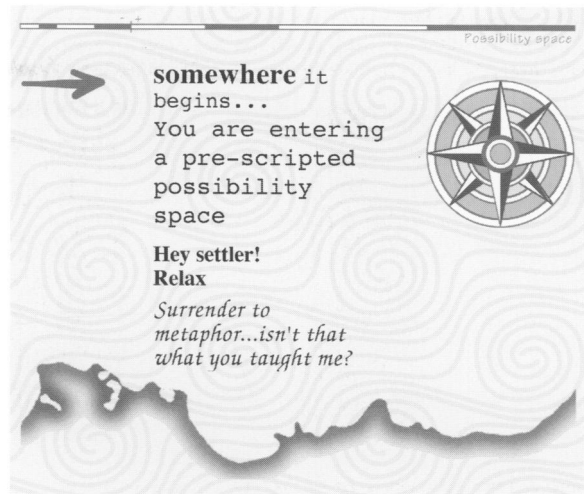 Possibility space
somewhere it
begins...
You are entering
a pre-scripted
possibility
space
Hey settler!
Relax
Surrender to
metaphor...isn't that
what you taught me?